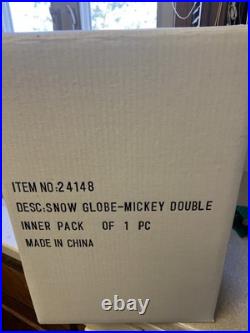 ITEM NO:24148
DESC:SNOW GLOBE-MICKEY DOUBLE
INNER PACK OF 1 PC
MADE IN CHINA